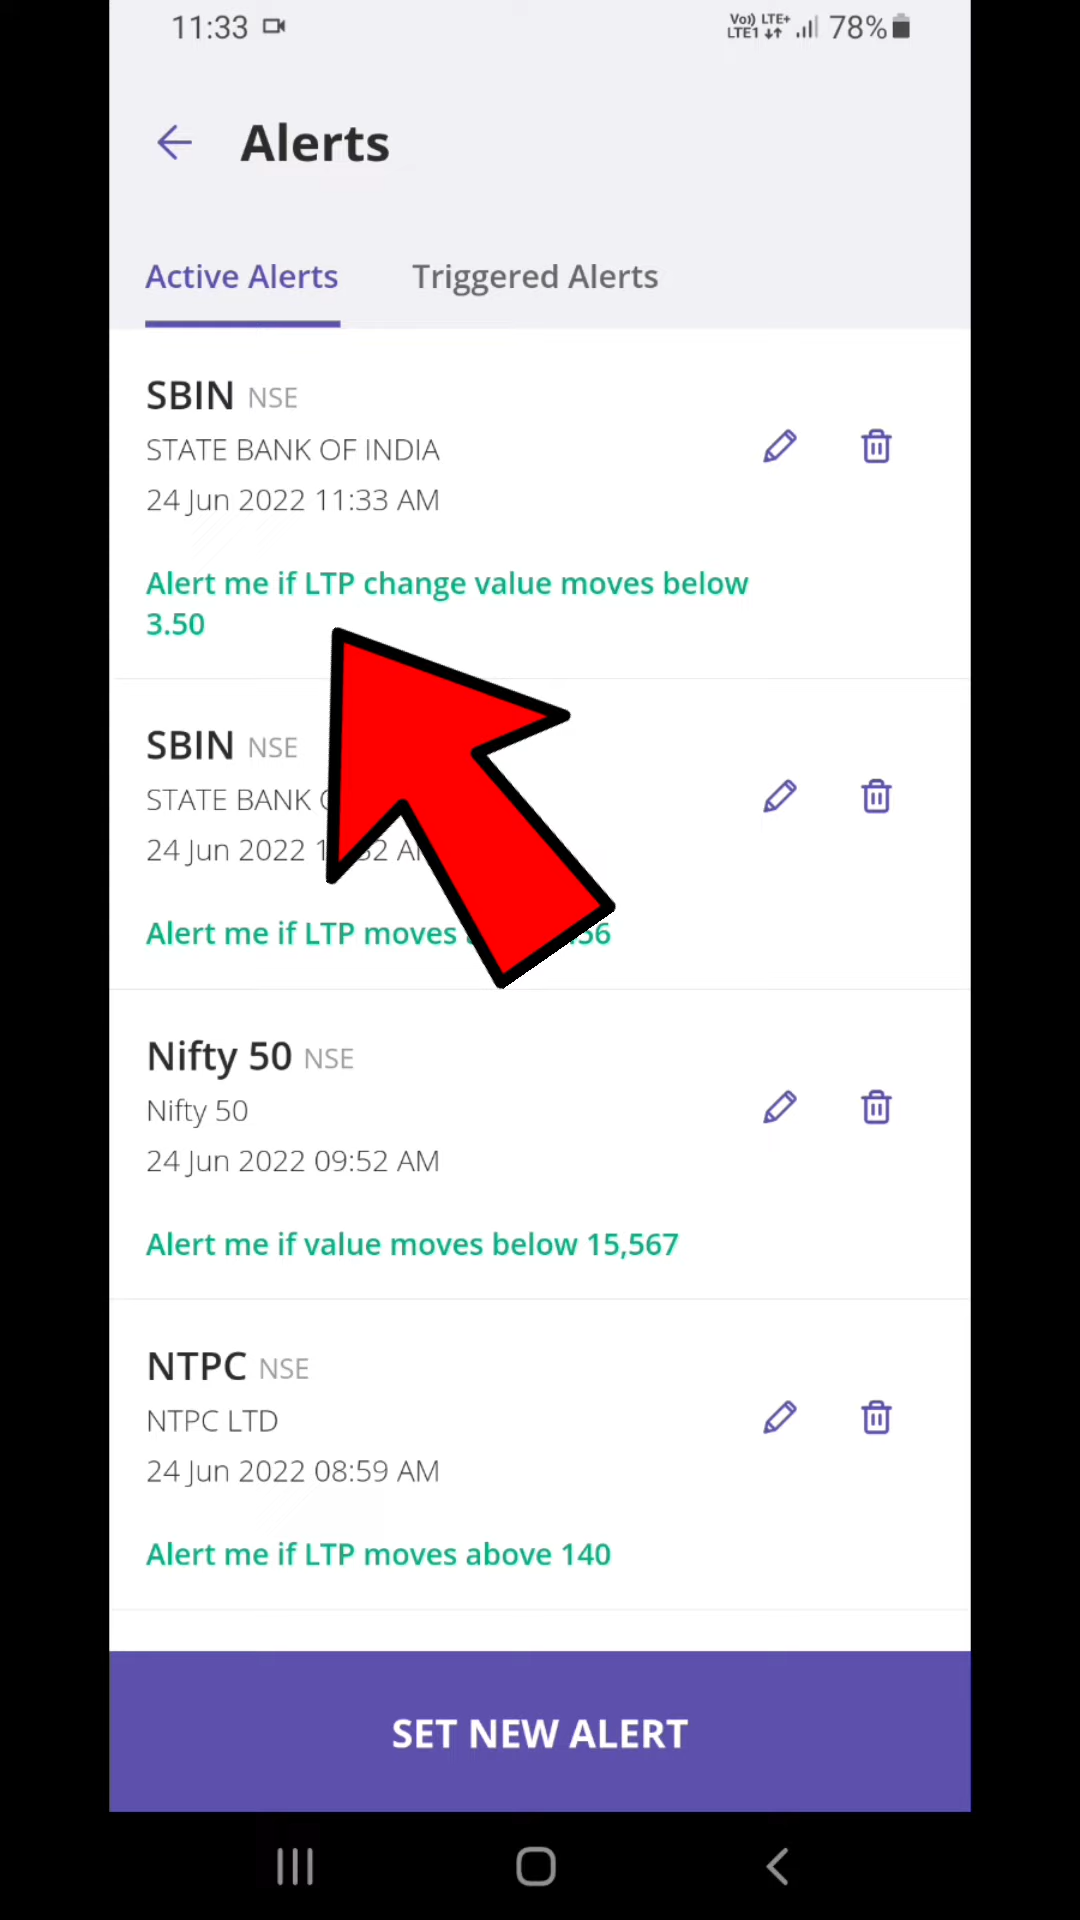 11:33
Vo)) LTE+
LTE1
78%
Alerts
Active Alerts
Triggered Alerts
SBIN NSE
STATE BANK OF INDIA
24 Jun 2022 11:33 AM
Alert me if LTP change value moves below
3.50
SBIN NSE
STATE BANK
24 Jun 2022
Alert me if LTP moves
Nifty 50 NSE
Nifty 50
24 Jun 2022 09:52 AM
Alert me if value moves below 15,567
NTPC NSE
NTPC LTD
24 Jun 2022 08:59 AM
Alert me if LTP moves above 140
SET NEW ALERT